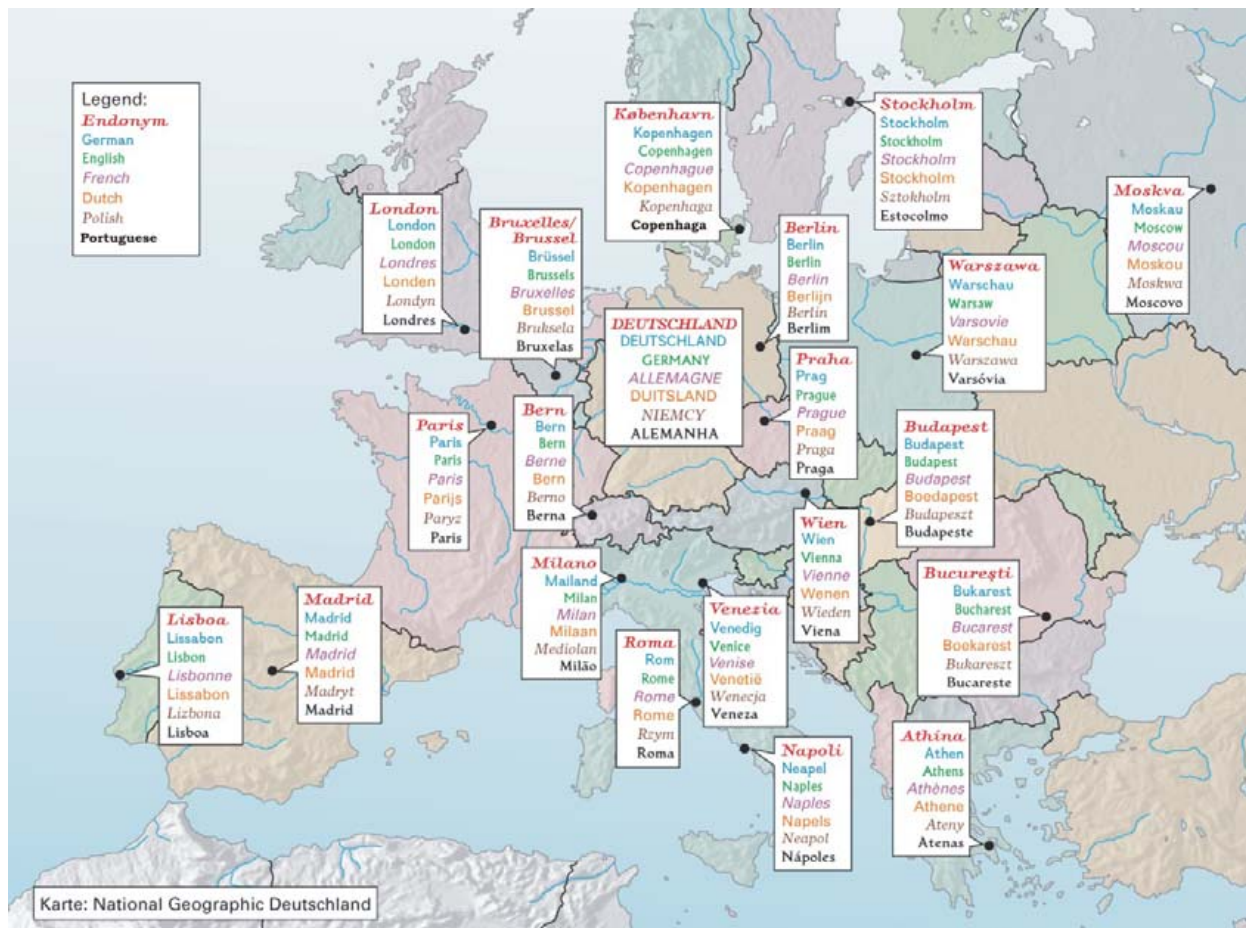 Legend:
Endonym
German
English
French
Dutch
Polish
Portuguese
København
Kopenhagen
Copenhagen
Copenhague
Kopenhagen
Kopenhaga
Copenhaga
Stockholm
Stockholm
Stockholm
Stockholm
Stockholm
Sztokholm
Estocolmo
Moskva
Moskau
Moscow
Moscou
Moskou
Moskwa
Moscovo
London
London
London
Londres
Londen
Londyn
Londres
Bruxelles/
Brussel
Brüssel
Brussels
Bruxelles
Brussel
Bruksela
Bruxelas
Berlin
Berlin
Berlin
Berlin
Berlijn
Berlin
Berlim
Warszawa
Warschau
Warsaw
Varsovie
Warschau
Warszawa
Varsóvia
DEUTSCHLAND
DEUTSCHLAND
GERMANY
ALLEMAGNE
DUITSLAND
NIEMCY
ALEMANHA
Praha
Prag
Prague
Prague
Praag
Praga
Praga
Paris
Paris
Paris
Paris
Parijs
Paryz
Paris
Bern
Bern
Bern
Berne
Bern
Berno
Berna
Budapest
Budapest
Budapest
Budapest
Boedapest
Budapeszt
Budapeste
Wien
Wien
Vienna
Vienne
Wenen
Wieden
Viena
Milano
Mailand
Milan
Milan
Milaan
Mediolan
Milão
București
Bukarest
Bucharest
Bucarest
Boekarest
Bukareszt
Bucareste
Lisboa
Lissabon
Lisbon
Lisbonne
Lissabon
Lizbona
Lisboa
Madrid
Madrid
Madrid
Madrid
Madrid
Madryt
Madrid
Venezia
Venedig
Venice
Venise
Venetië
Wenecja
Veneza
Roma
Rom
Rome
Rome
Rome
Rzym
Roma
Napoli
Neapel
Naples
Naples
Napels
Neapol
Nápoles
Athina
Athen
Athens
Athènes
Athene
Ateny
Atenas
Karte: National Geographic Deutschland